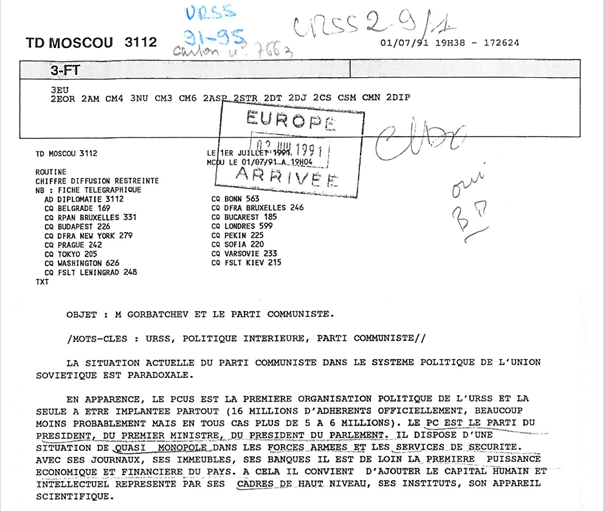 URSS
91-95
carton n° 7663
URSS 2.9/1
TD MOSCOU 3112
01/07/91 19H38 - 172624
3-FT
3EU
2EOR 2AM CM4 3NU CM3 CM6 2ASP 2STR 2DT 2DJ 2CS CSM CMN 2DIP
EUROPE
02 JUL 1991
ARRIVÉE
TD MOSCOU 3112
LE 1ER JUILLET 1991.
MCOU LE 01/07/91 A 19H04
oui
ROUTINE
CHIFFRE DIFFUSION RESTREINTE
NB : FICHE TELEGRAPHIQUE
AD DIPLOMATIE 3112
CQ BONN 563
CQ BELGRADE 169
CQ DFRA BRUXELLES 246
CQ RPAN BRUXELLES 331
CQ BUCAREST 185
CQ BUDAPEST 226
CQ LONDRES 599
CQ DFRA NEW YORK 279
CQ PEKIN 225
CQ PRAGUE 242
CQ SOFIA 220
CQ TOKYO 205
CQ VARSOVIE 233
CQ WASHINGTON 626
CQ FSLT KIEV 215
CQ FSLT LENINGRAD 248
TXT
OBJET : M GORBATCHEV ET LE PARTI COMMUNISTE.
/MOTS-CLES : URSS, POLITIQUE INTERIEURE, PARTI COMMUNISTE//
LA SITUATION ACTUELLE DU PARTI COMMUNISTE DANS LE SYSTEME POLITIQUE DE L'UNION
SOVIETIQUE EST PARADOXALE.
EN APPARENCE, LE PCUS EST LA PREMIERE ORGANISATION POLITIQUE DE L'URSS ET LA
SEULE A ETRE IMPLANTEE PARTOUT (16 MILLIONS D'ADHERENTS OFFICIELLEMENT, BEAUCOUP
MOINS PROBABLEMENT MAIS EN TOUS CAS PLUS DE 5 A 6 MILLIONS). LE PC EST LE PARTI DU
PRESIDENT, DU PREMIER MINISTRE, DU PRESIDENT DU PARLEMENT. IL DISPOSE D'UNE
SITUATION DE QUASI MONOPOLE DANS LES FORCES ARMEES ET LES SERVICES DE SECURITE.
AVEC SES JOURNAUX, SES IMMEUBLES, SES BANQUES IL EST DE LOIN LA PREMIERE PUISSANCE
ECONOMIQUE ET FINANCIERE DU PAYS. A CELA IL CONVIENT D'AJOUTER LE CAPITAL HUMAIN ET
INTELLECTUEL REPRESENTE PAR SES CADRES DE HAUT NIVEAU, SES INSTITUTS, SON APPAREIL
SCIENTIFIQUE.